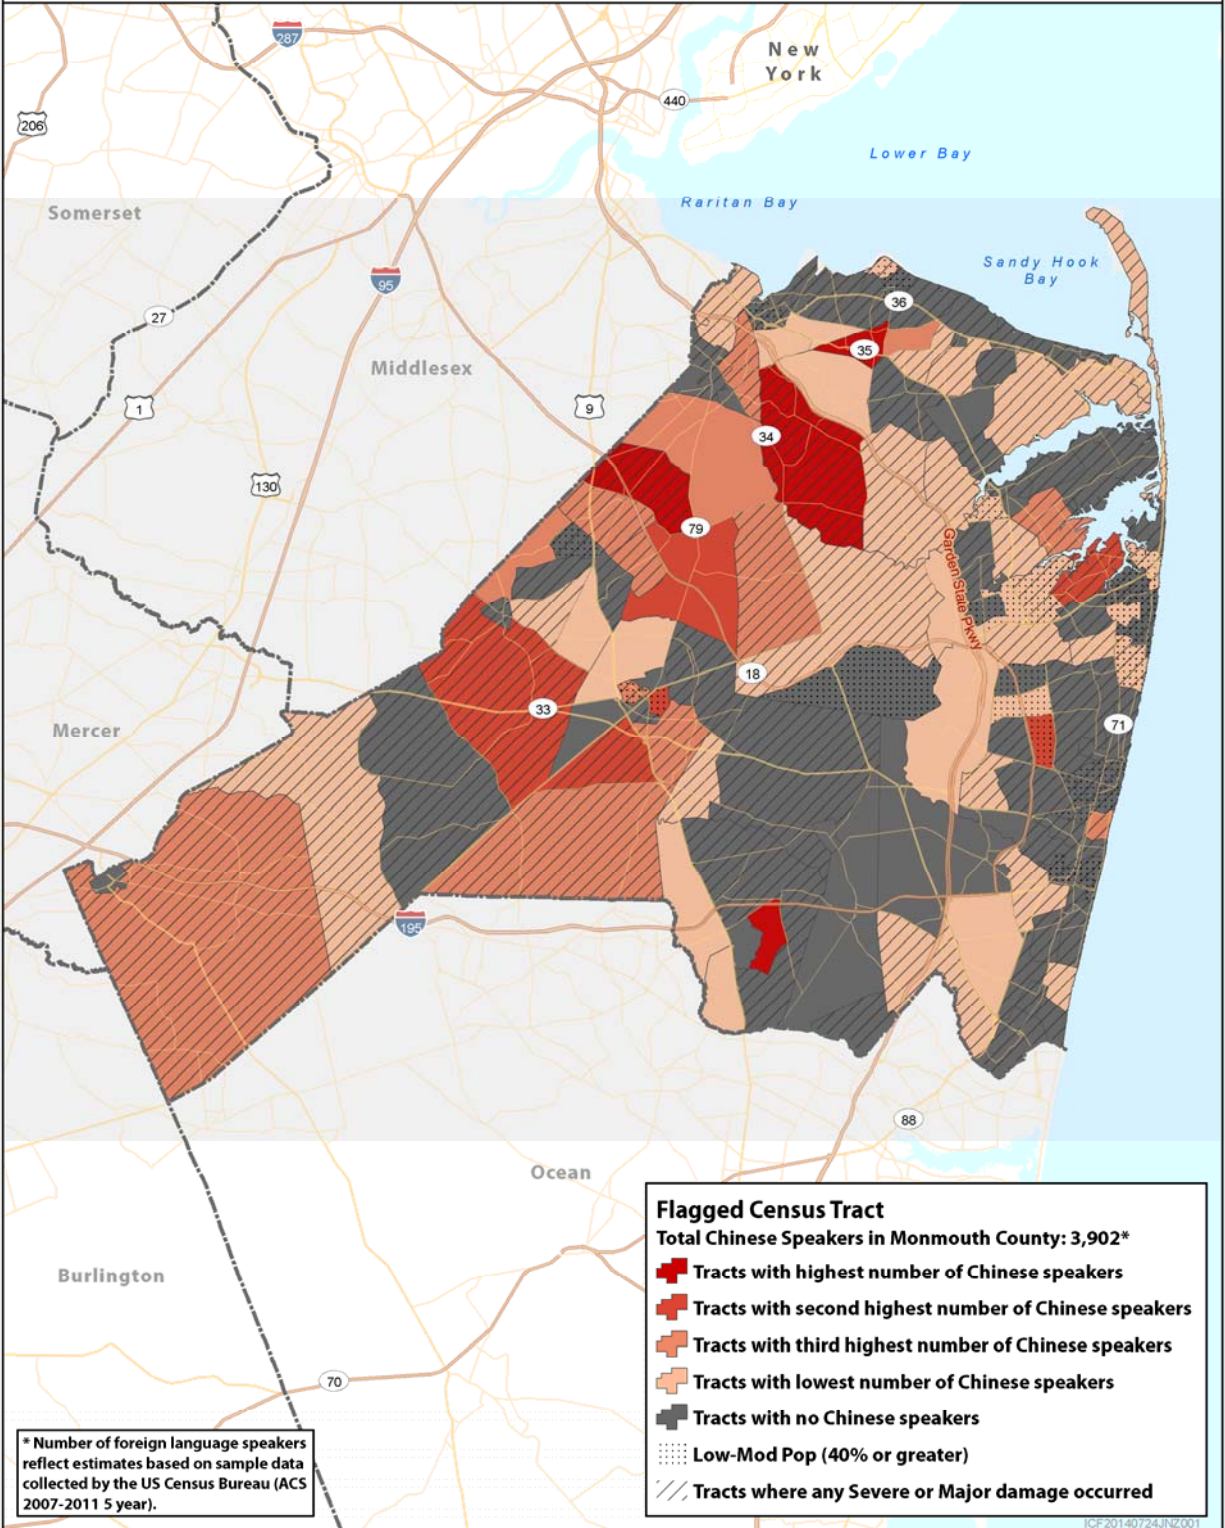 287
New
York
440
206
Lower Bay
Raritan Bay
Somerset
Sandy Hook
Bay
95
36
27
35
Middlesex
1
9
34
130
79
Garden State Pkwy
18
33
Mercer
71
195
88
Ocean
Burlington
70
Flagged Census Tract
Total Chinese Speakers in Monmouth County: 3,902*
Tracts with highest number of Chinese speakers
Tracts with second highest number of Chinese speakers
Tracts with third highest number of Chinese speakers
Tracts with lowest number of Chinese speakers
Tracts with no Chinese speakers
Low-Mod Pop (40% or greater)
Tracts where any Severe or Major damage occurred
* Number of foreign language speakers
reflect estimates based on sample data
collected by the US Census Bureau (ACS
2007-2011 5 year).
ICF20140724JNZ001